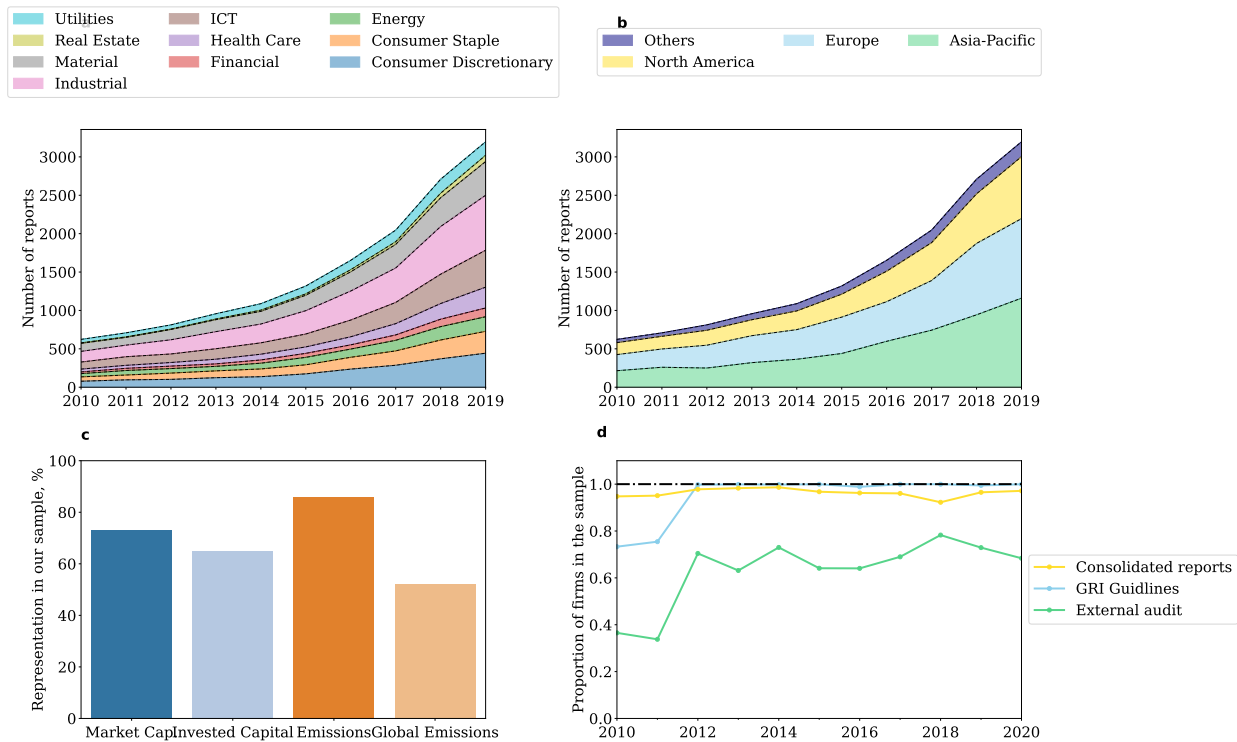 Utilities ICT Energy
Real Estate Health Care Consumer Staple
Material Financial Consumer Discretionary
Industrial
b
Others Europe Asia-Pacific
North America
Number of reports
3000
2500
2000
1500
1000
500
0
2010 2011 2012 2013 2014 2015 2016 2017 2018 2019
Number of reports
3000
2500
2000
1500
1000
500
0
2010 2011 2012 2013 2014 2015 2016 2017 2018 2019
c
Representation in our sample, %
100
80
60
40
20
0
Market Cap Invested Capital Emissions Global Emissions
d
Proportion of firms in the sample
1.0
0.8
0.6
0.4
0.2
0.0
2010 2012 2014 2016 2018 2020
Consolidated reports
GRI Guidlines
External audit